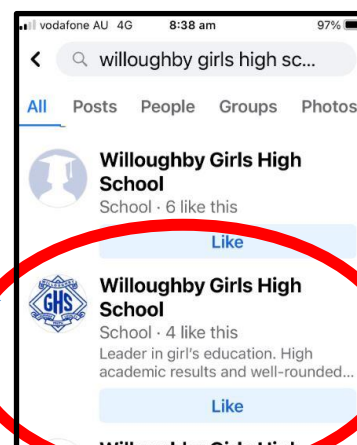 vodafone AU 4G 8:38 am 97%
willoughby girls high sc...
All Posts People Groups Photos
Willoughby Girls High
School
School · 6 like this
Like
GHS
Willoughby Girls High
School
School · 4 like this
Leader in girl's education. High
academic results and well-rounded...
Like